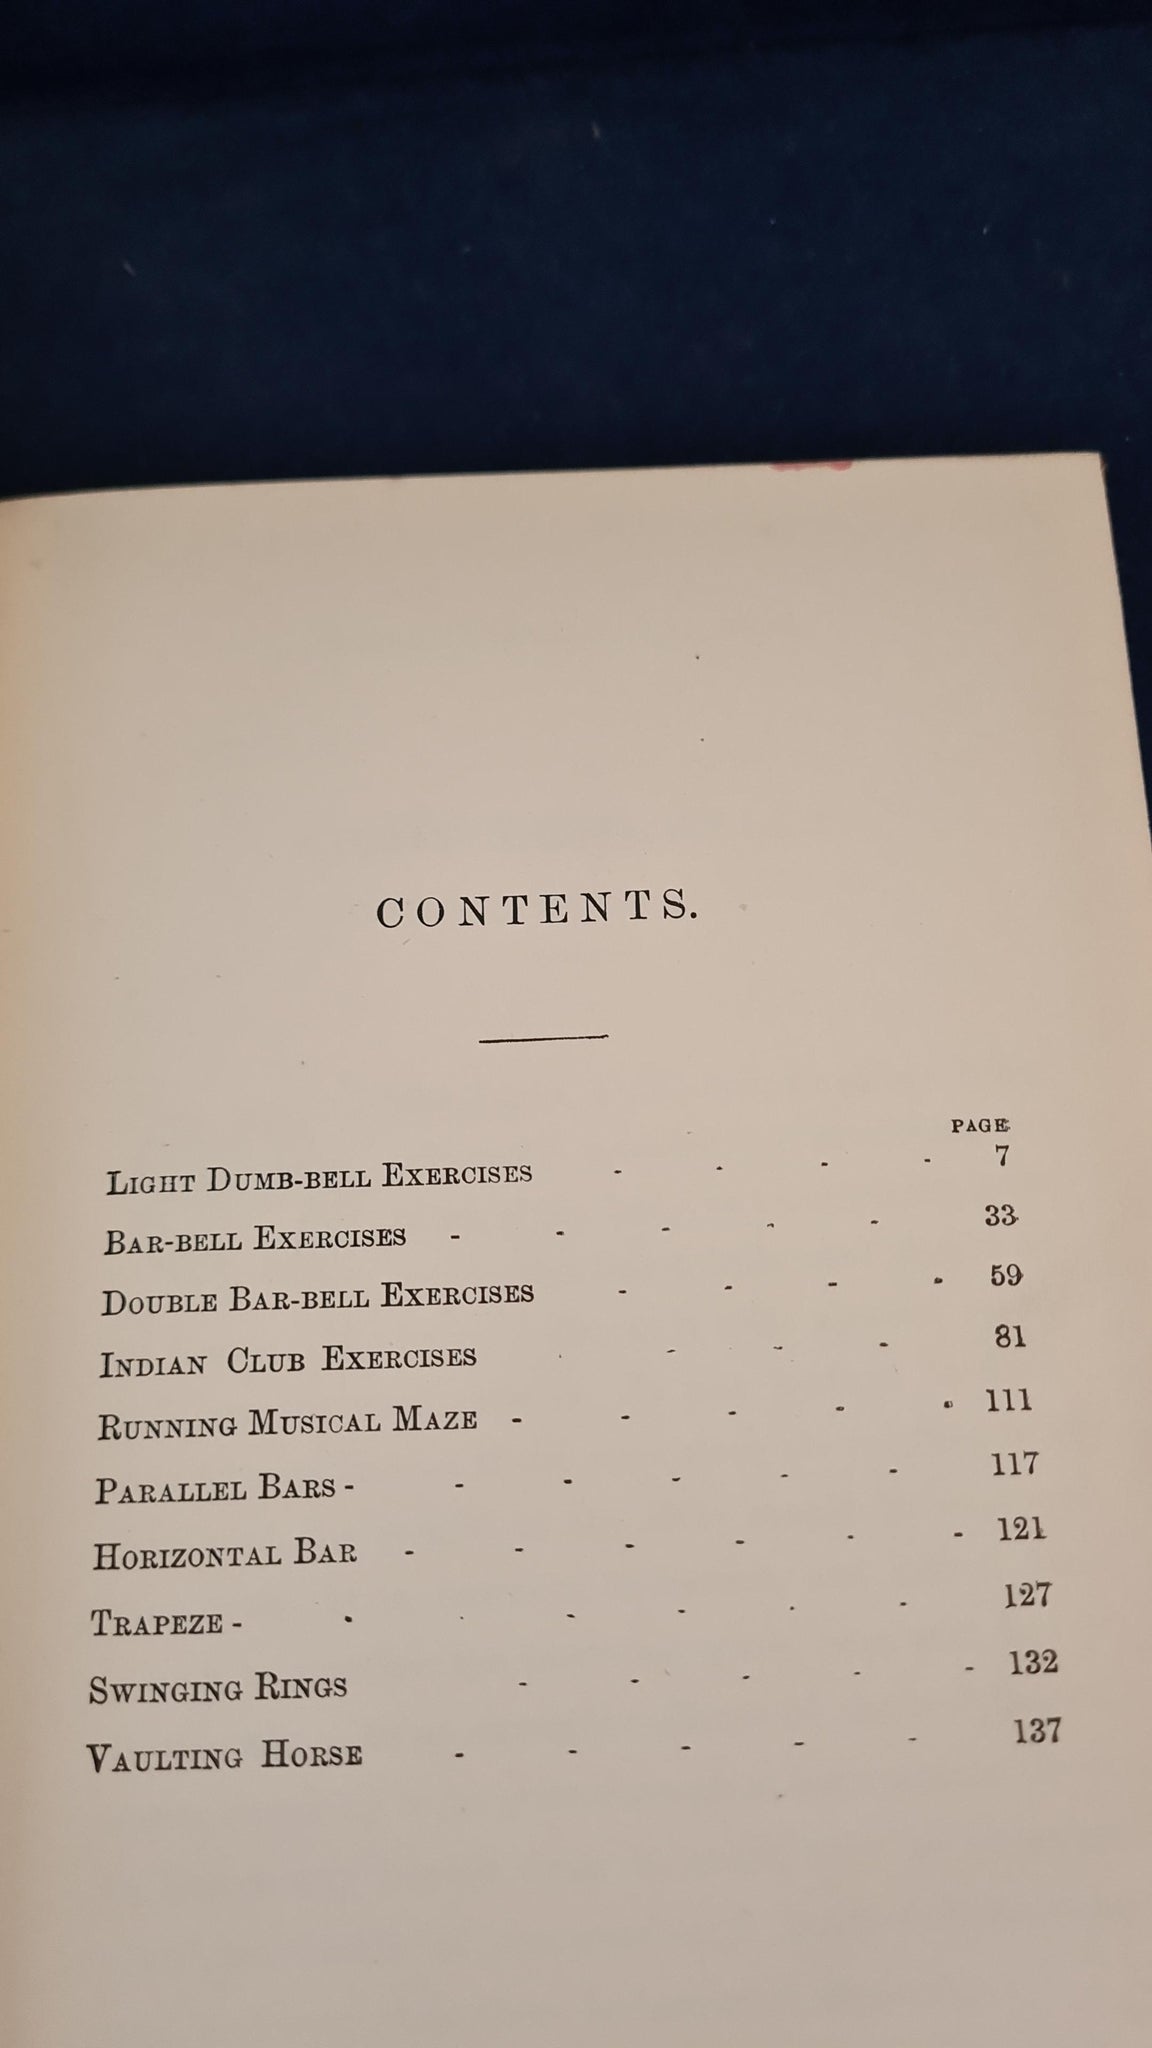 CONTENTS.
PAGE
LIGHT DUMB-BELL EXERCISES - - - - 7
BAR-BELL EXERCISES - - - - - 33
DOUBLE BAR-BELL EXERCISES - - - - 59
INDIAN CLUB EXERCISES - - - - 81
RUNNING MUSICAL MAZE - - - - - 111
PARALLEL BARS - - - - - - 117
HORIZONTAL BAR - - - - - - 121
TRAPEZE - - - - - - - 127
SWINGING RINGS - - - - - 132
VAULTING HORSE - - - - - 137